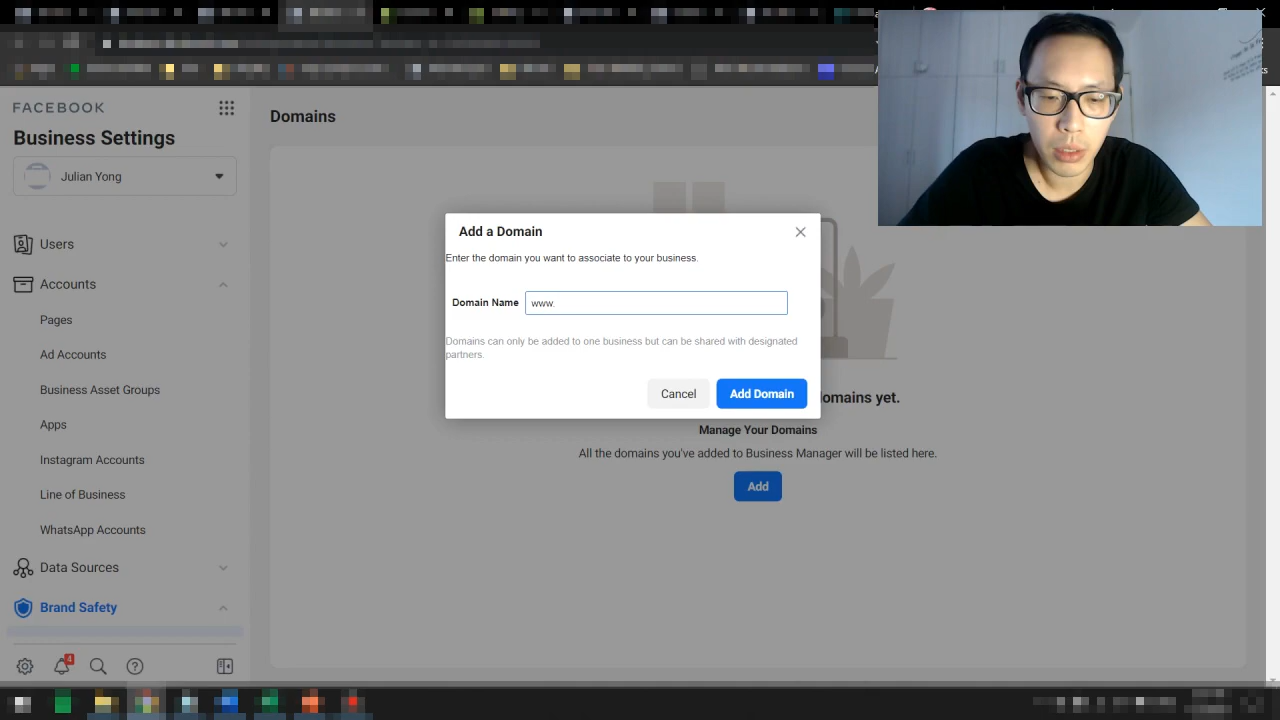 FACEBOOK
Business Settings
Julian Yong
Users
Accounts
Pages
Ad Accounts
Business Asset Groups
Apps
Instagram Accounts
Line of Business
WhatsApp Accounts
Data Sources
Brand Safety
4
Domains
Add a Domain
Enter the domain you want to associate to your business.
Domain Name www.
Domains can only be added to one business but can be shared with designated
partners.
Cancel Add Domain
omains yet.
Manage Your Domains
All the domains you've added to Business Manager will be listed here.
Add